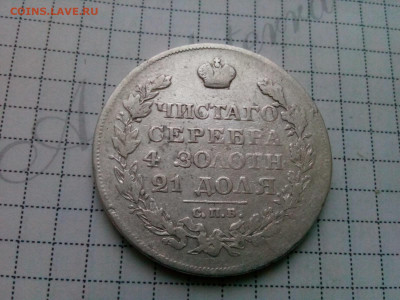 COINS.LAVE.RU
ЧИСТАГО
СЕРЕБРА
4 ЗОЛОТН
21 ДОЛЯ
С.П.Б.